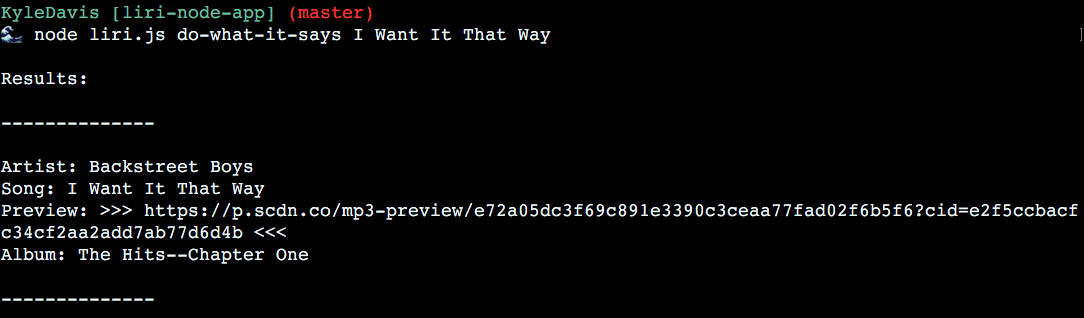 KyleDavis [liri-node-app] (master)
🌊 node liri.js do-what-it-says I Want It That Way
Results:
--------------
Artist: Backstreet Boys
Song: I Want It That Way
Preview: >>> https://p.scdn.co/mp3-preview/e72a05dc3f69c891e3390c3ceaa77fad02f6b5f6?cid=e2f5ccbacf
c34cf2aa2add7ab77d6d4b <<<
Album: The Hits--Chapter One
--------------